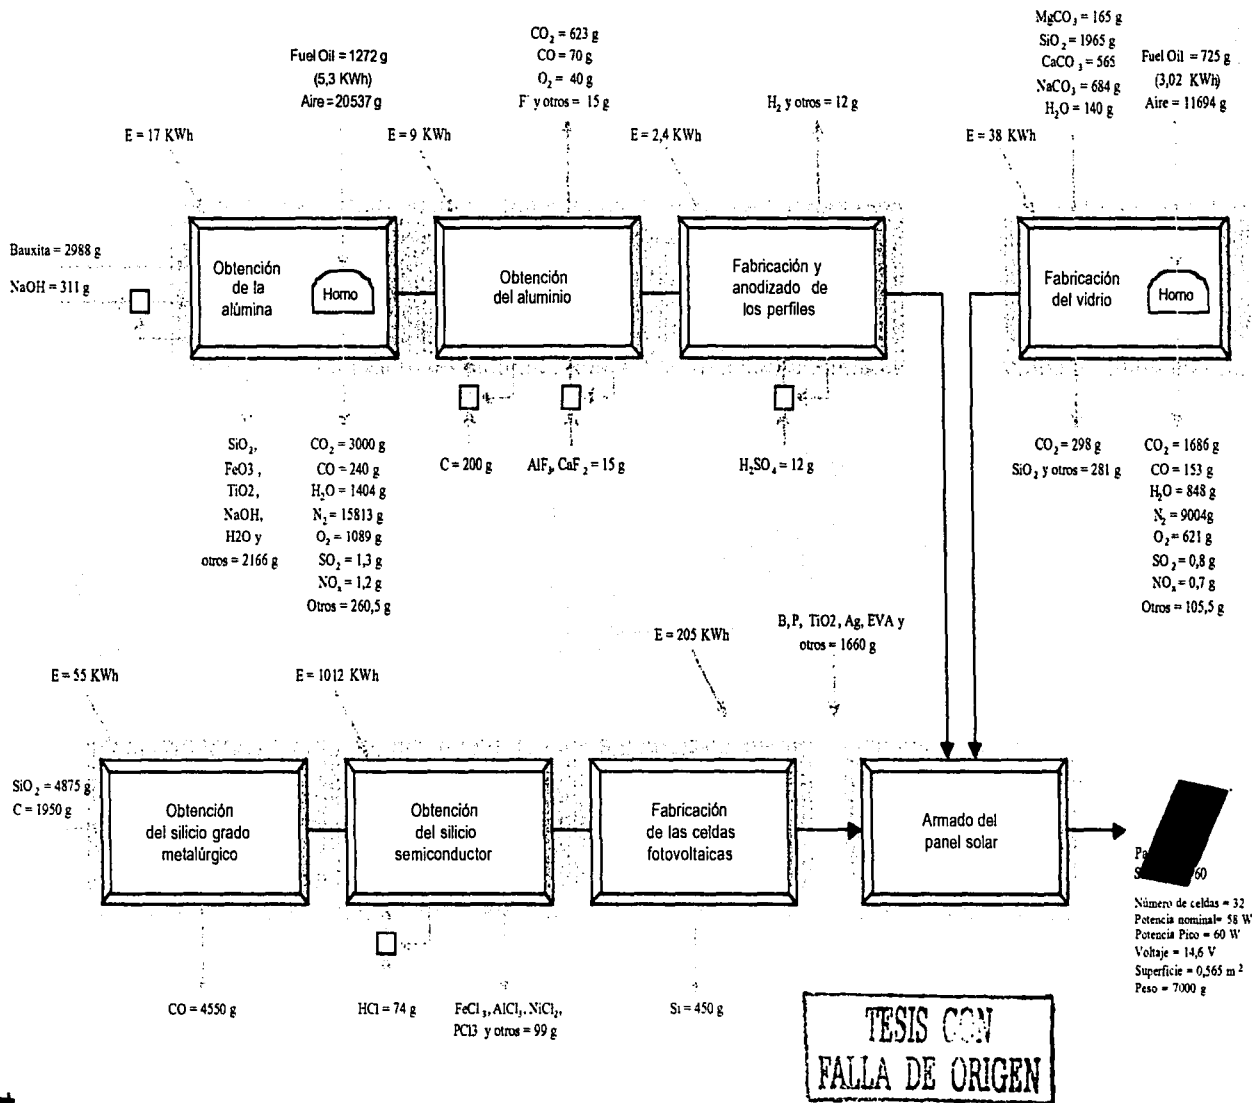 Fuel Oil = 1272 g
(5,3 KWh)
Aire = 20537 g
CO2 = 623 g
CO = 70 g
O2 = 40 g
F- y otros = 15 g
H2 y otros = 12 g
MgCO3 = 165 g
SiO2 = 1965 g
CaCO3 = 565
NaCO3 = 684 g
H2O = 140 g
Fuel Oil = 725 g
(3,02 KWh)
Aire = 11694 g
E = 17 KWh
E = 9 KWh
E = 2,4 KWh
E = 38 KWh
Bauxita = 2988 g
NaOH = 311 g
Obtención
de la
alúmina
Horno
Obtención
del aluminio
Fabricación y
anodizado de
los perfiles
Fabricación
del vidrio
Horno
SiO2,
FeO3,
TiO2,
NaOH,
H2O y
otros = 2166 g
CO2 = 3000 g
CO = 240 g
H2O = 1404 g
N2 = 15813 g
O2 = 1089 g
SO2 = 1,3 g
NOx = 1,2 g
Otros = 260,5 g
C = 200 g
AlF3, CaF2 = 15 g
H2SO4 = 12 g
CO2 = 298 g
SiO2 y otros = 281 g
CO2 = 1686 g
CO = 153 g
H2O = 848 g
N2 = 9004g
O2 = 621 g
SO2 = 0,8 g
NOx = 0,7 g
Otros = 105,5 g
E = 55 KWh
E = 1012 KWh
E = 205 KWh
B, P, TiO2, Ag, EVA y
otros = 1660 g
SiO2 = 4875 g
C = 1950 g
Obtención
del silicio grado
metalúrgico
Obtención
del silicio
semiconductor
Fabricación
de las celdas
fotovoltaicas
Armado del
panel solar
60
Número de celdas = 32
Potencia nominal= 58 W
Potencia Pico = 60 W
Voltaje = 14,6 V
Superficie = 0,565 m2
Peso = 7000 g
CO = 4550 g
HCl = 74 g
FeCl3, AlCl3, NiCl2,
PCl3 y otros = 99 g
Si = 450 g
TESIS CON
FALLA DE ORIGEN